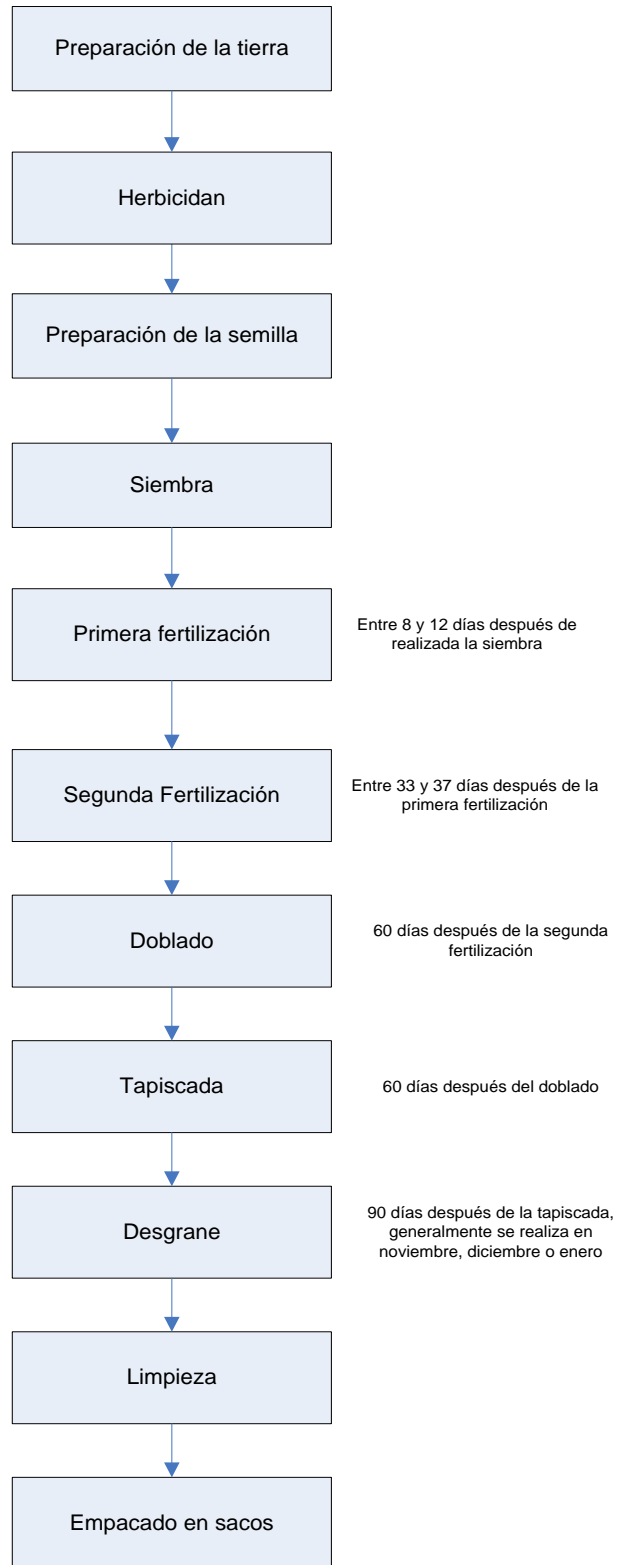 Preparación de la tierra
Herbicidan
Preparación de la semilla
Siembra
Primera fertilización
Entre 8 y 12 días después de
realizada la siembra
Segunda Fertilización
Entre 33 y 37 días después de la
primera fertilización
Doblado
60 días después de la segunda
fertilización
Tapiscada
60 días después del doblado
Desgrane
90 días después de la tapiscada,
generalmente se realiza en
noviembre, diciembre o enero
Limpieza
Empacado en sacos